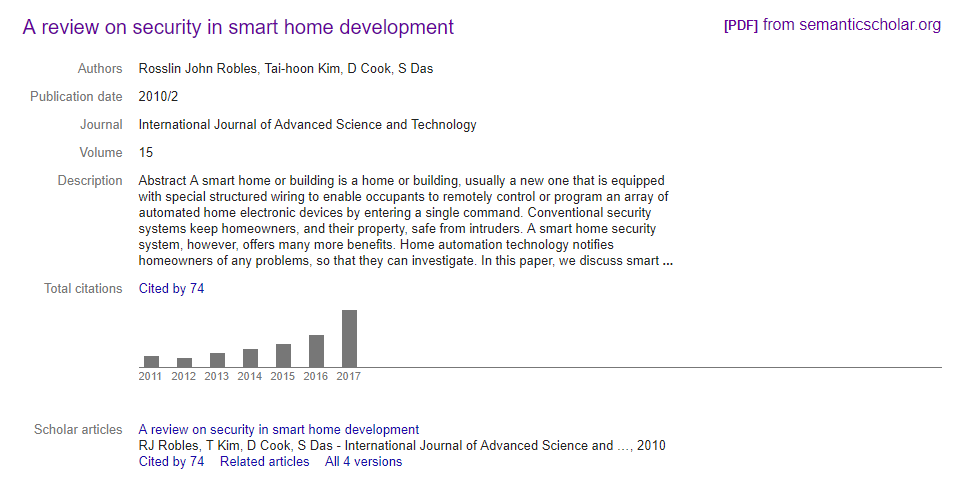 A review on security in smart home development
[PDF] from semanticscholar.org
Authors Rosslin John Robles, Tai-hoon Kim, D Cook, S Das
Publication date 2010/2
Journal International Journal of Advanced Science and Technology
Volume 15
Description Abstract A smart home or building is a home or building, usually a new one that is equipped
with special structured wiring to enable occupants to remotely control or program an array of
automated home electronic devices by entering a single command. Conventional security
systems keep homeowners, and their property, safe from intruders. A smart home security
system, however, offers many more benefits. Home automation technology notifies
homeowners of any problems, so that they can investigate. In this paper, we discuss smart ...
Total citations Cited by 74
2011 2012 2013 2014 2015 2016 2017
Scholar articles A review on security in smart home development
RJ Robles, T Kim, D Cook, S Das - International Journal of Advanced Science and …, 2010
Cited by 74 Related articles All 4 versions